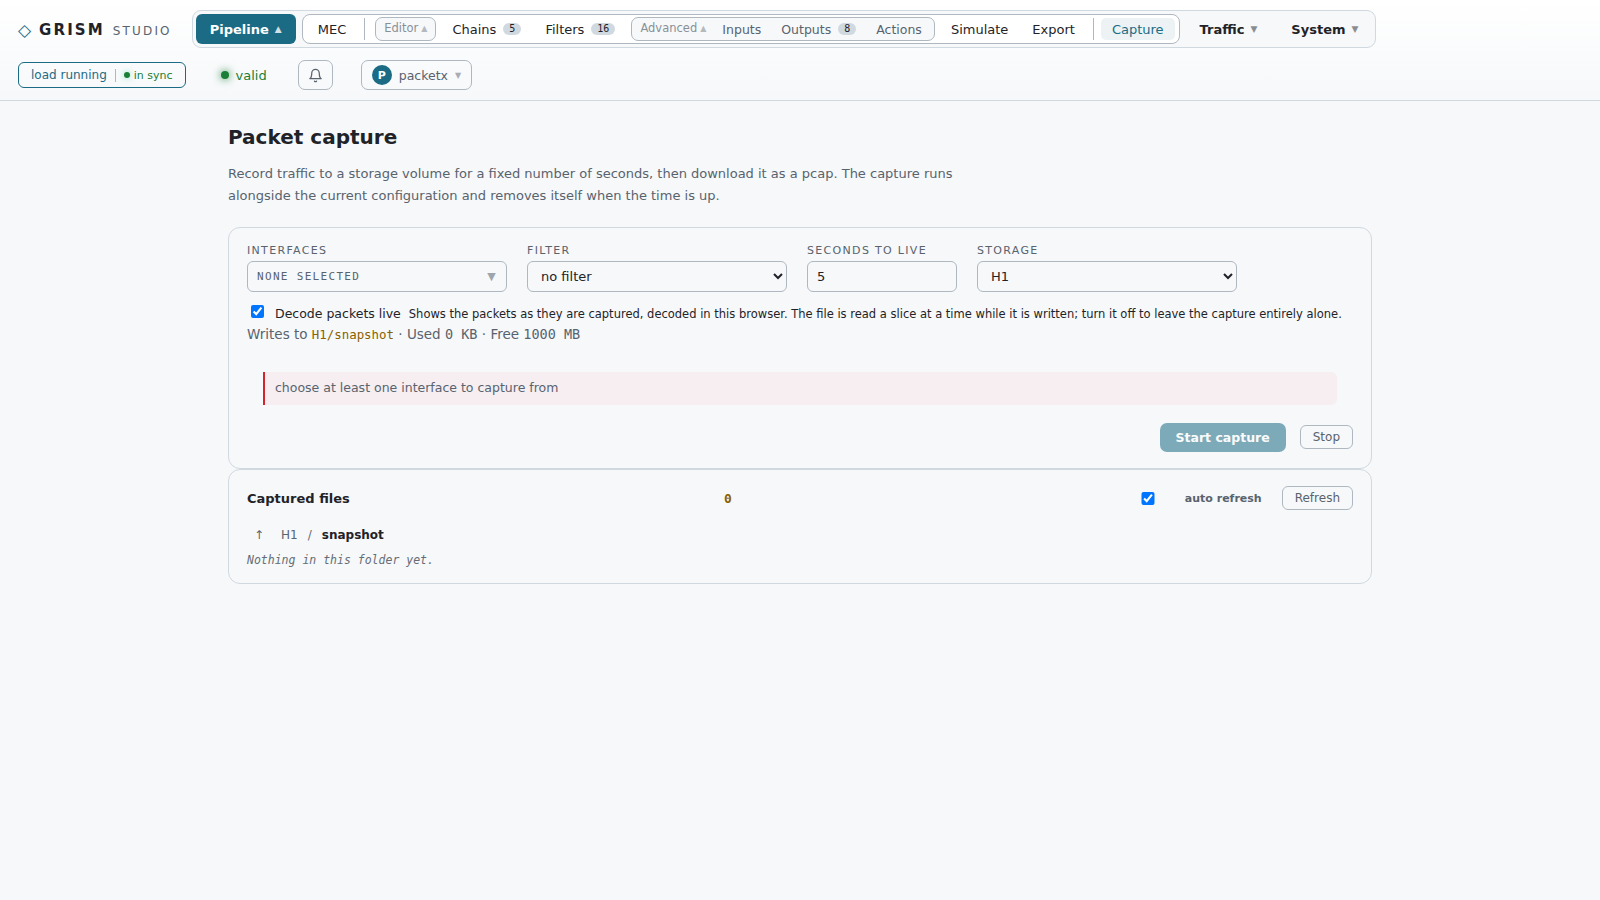 ◇ GRISM STUDIO Pipeline ▲ MEC Editor ▲ Chains 5 Filters 16 Advanced ▲ Inputs Outputs 8 Actions Simulate Export Capture Traffic ▼ System ▼
load running in sync valid P packetx ▼
Packet capture
Record traffic to a storage volume for a fixed number of seconds, then download it as a pcap. The capture runs
alongside the current configuration and removes itself when the time is up.
INTERFACES FILTER SECONDS TO LIVE STORAGE
NONE SELECTED ▼ no filter 5 H1
Decode packets live Shows the packets as they are captured, decoded in this browser. The file is read a slice at a time while it is written; turn it off to leave the capture entirely alone.
Writes to H1/snapshot · Used 0 KB · Free 1000 MB
choose at least one interface to capture from
Start capture Stop
Captured files 0 auto refresh Refresh
↑ H1 / snapshot
Nothing in this folder yet.